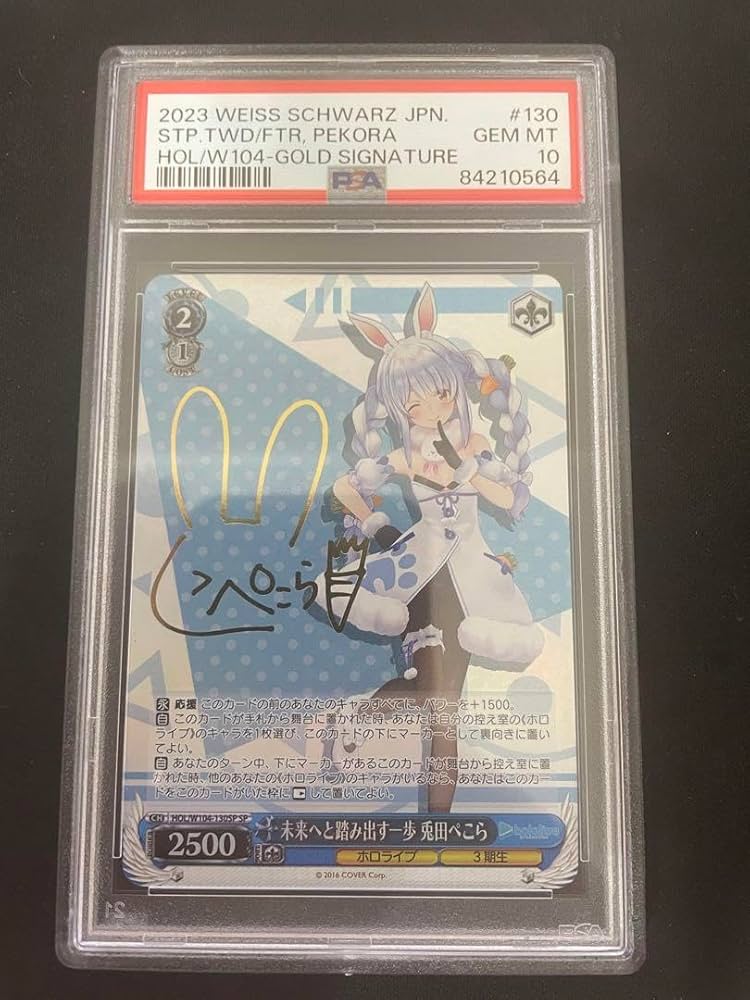 2023 WEISS SCHWARZ JPN. #130
STP.TWD/FTR, PEKORA GEM MT
HOL/W104-GOLD SIGNATURE 10
PSA 84210564
LEVEL
2
1
COST
ぺこら
永 応援 このカードの前のあなたのキャラすべてに、パワーを+1500。
自 このカードが手札から舞台に置かれた時、あなたは自分の控え室の《ホロ
ライブ》のキャラを1枚選び、このカードの下にマーカーとして裏向きに置い
てよい。
自 あなたのターン中、下にマーカーがあるこのカードが舞台から控え室に置
かれた時、他のあなたの《ホロライブ》のキャラがいるなら、あなたはこのカー
ドをこのカードがいた枠に して置いてよい。
CH HOL/W104-130SP SP
未来へと踏み出す一歩 兎田ぺこら hololive
2500
ホロライブ 3期生
© 2016 COVER Corp.
PSA